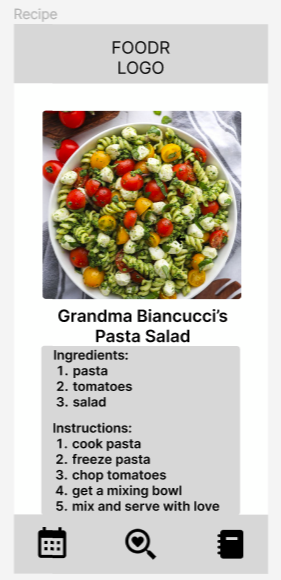 Recipe
FOODR
LOGO
Grandma Biancucci's
Pasta Salad
Ingredients:
1. pasta
2. tomatoes
3. salad
Instructions:
1. cook pasta
2. freeze pasta
3. chop tomatoes
4. get a mixing bowl
5. mix and serve with love